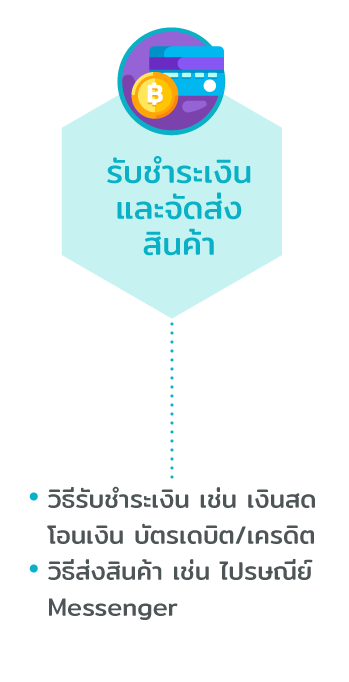 ฿
รับชำระเงิน
และจัดส่ง
สินค้า
• วิธีรับชำระเงิน เช่น เงินสด
โอนเงิน บัตรเดบิต/เครดิต
• วิธีส่งสินค้า เช่น ไปรษณีย์
Messenger